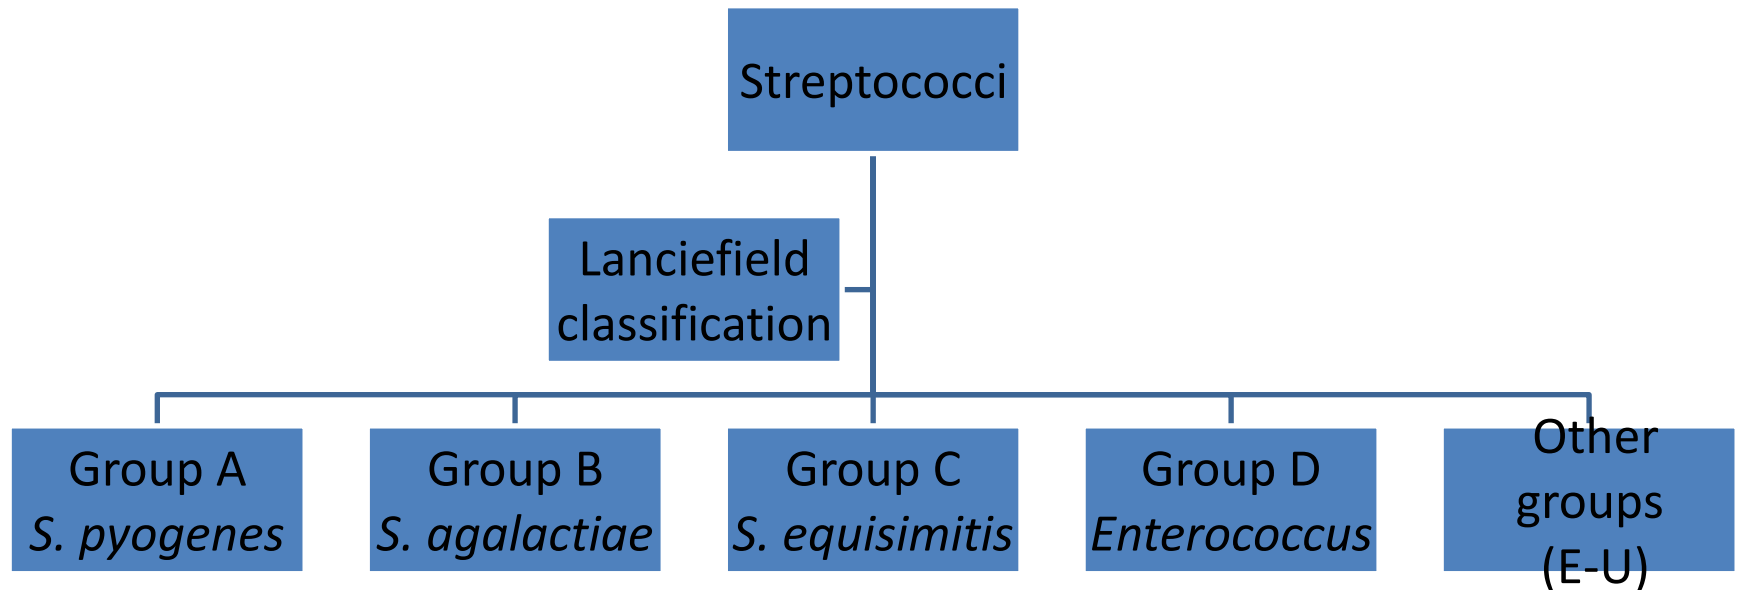 Streptococci
Lanciefield
classification
Group A
S. pyogenes
Group B
S. agalactiae
Group C
S. equisimitis
Group D
Enterococcus
Other
groups
(E-U)